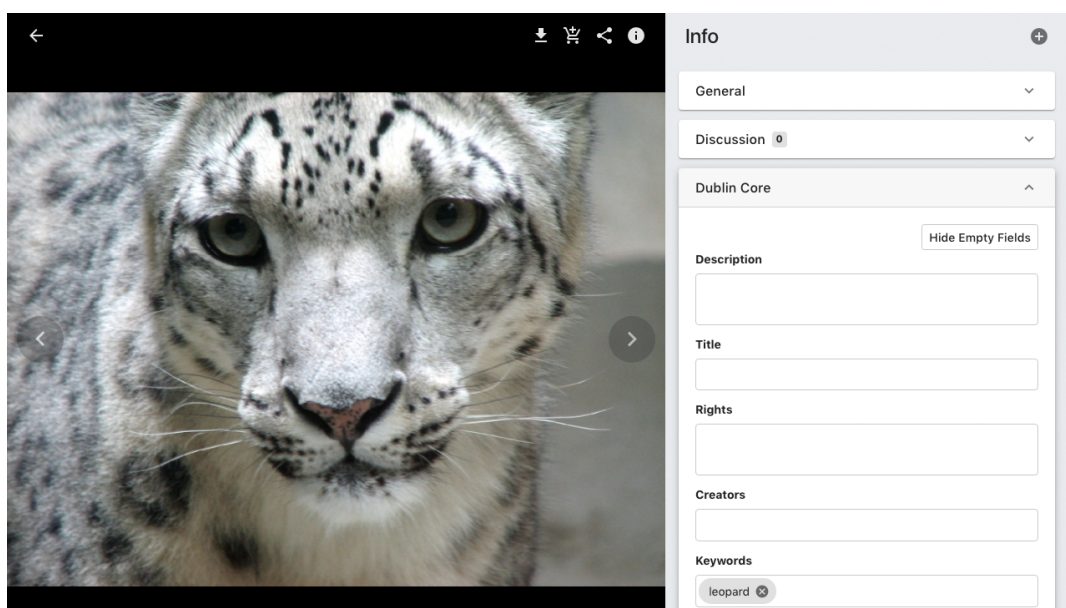 Info
General
Discussion 0
Dublin Core
Hide Empty Fields
Description
Title
Rights
Creators
Keywords
leopard